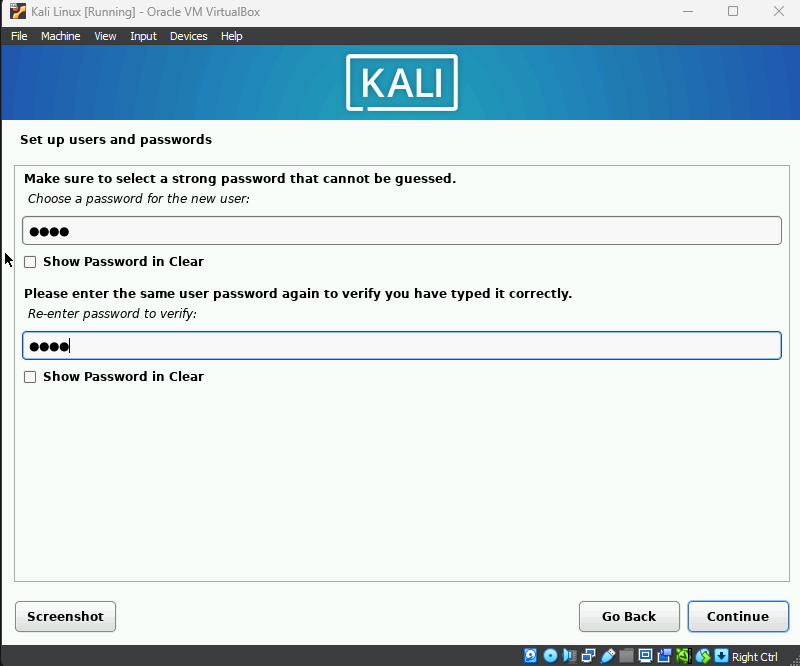 Kali Linux [Running] - Oracle VM VirtualBox
File Machine View Input Devices Help
KALI
Set up users and passwords
Make sure to select a strong password that cannot be guessed.
Choose a password for the new user:
●●●●
Show Password in Clear
Please enter the same user password again to verify you have typed it correctly.
Re-enter password to verify:
●●●●
Show Password in Clear
Screenshot Go Back Continue
Right Ctrl